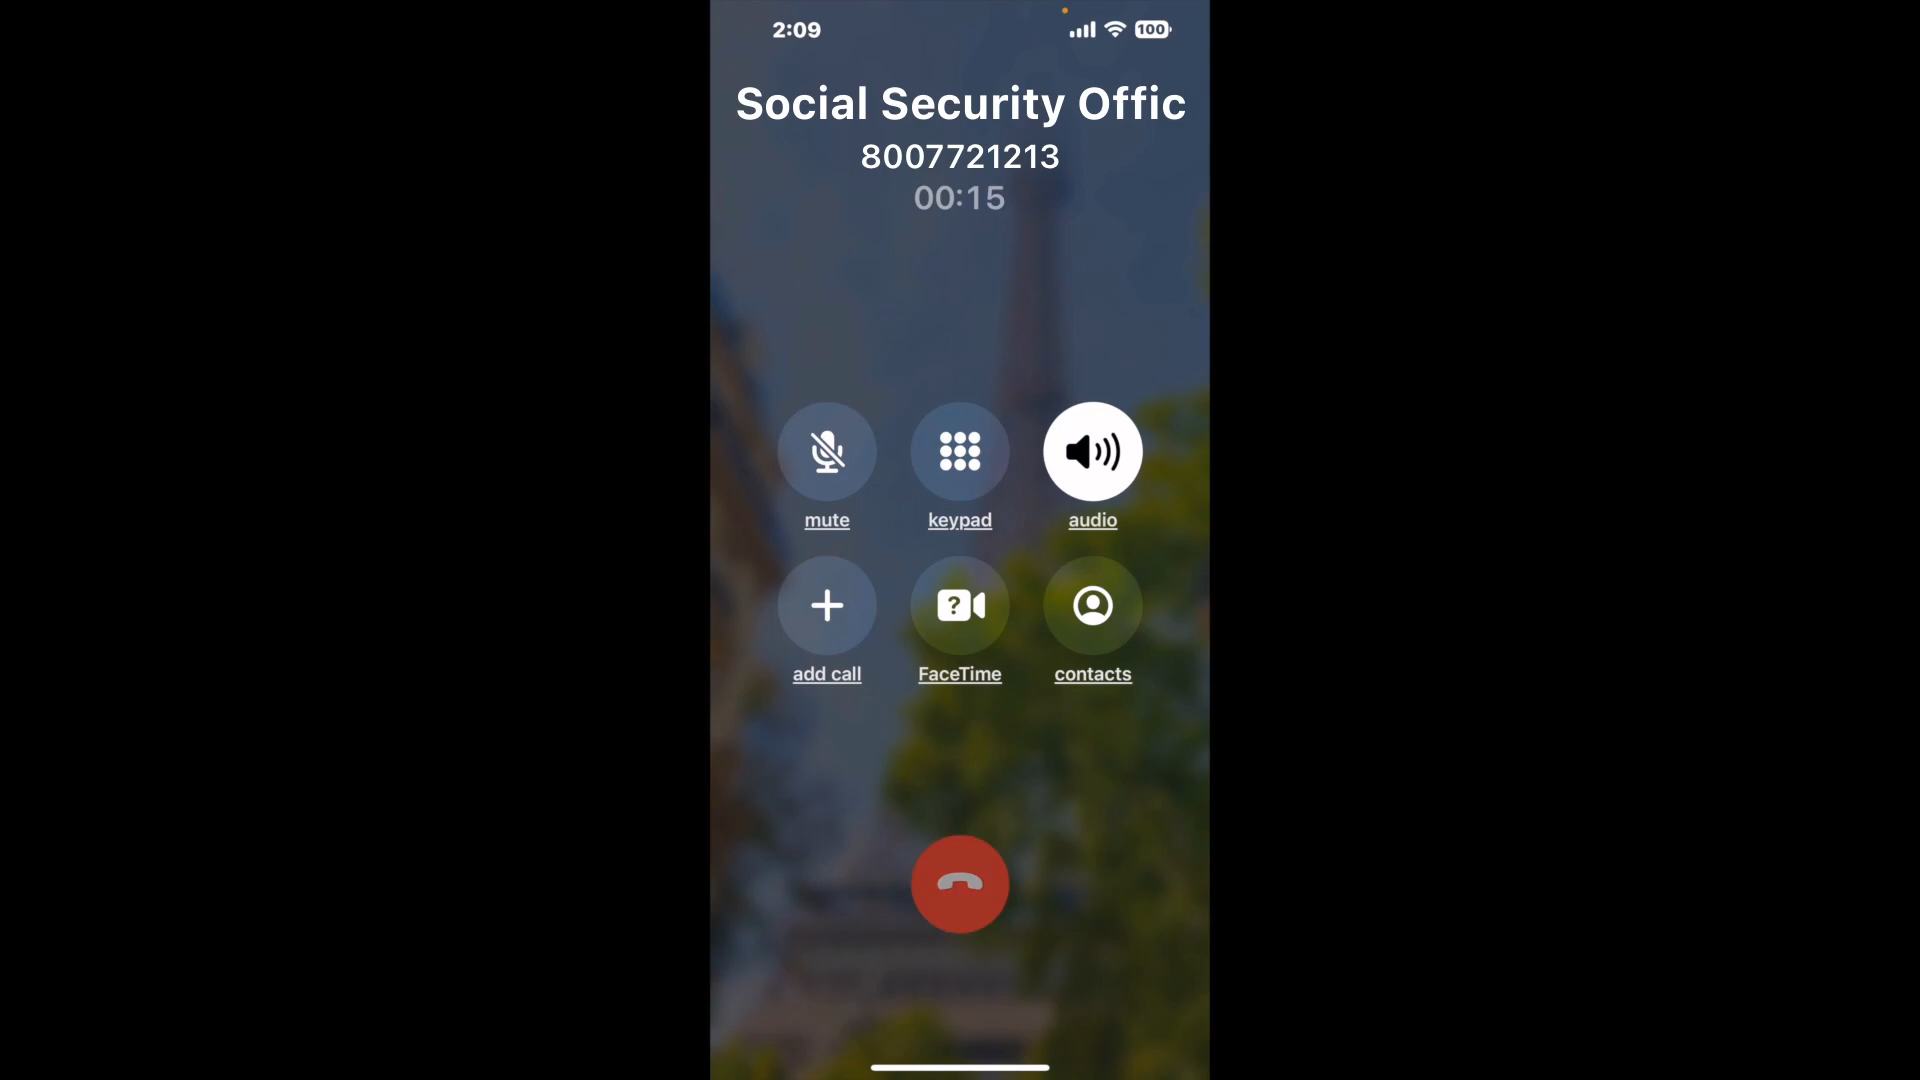 2:09
100
Social Security Offic
8007721213
00:15
mute
keypad
audio
?
add call
FaceTime
contacts